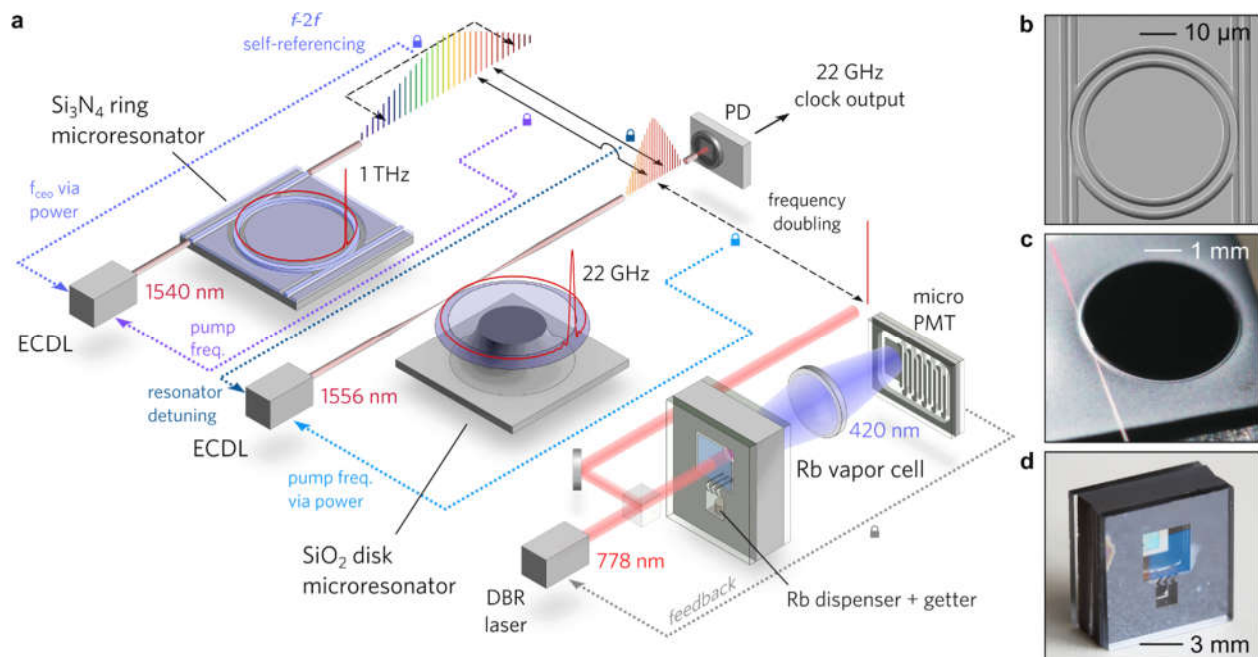 a
f-2f
self-referencing
Si₃N₄ ring
microresonator
1 THz
f_ceo via
power
1540 nm
ECDL
pump
freq.
resonator
detuning
1556 nm
ECDL
pump freq.
via power
22 GHz
SiO₂ disk
microresonator
PD
22 GHz
clock output
frequency
doubling
micro
PMT
420 nm
Rb vapor cell
778 nm
DBR
laser
feedback
Rb dispenser + getter
b
10 µm
c
1 mm
d
3 mm